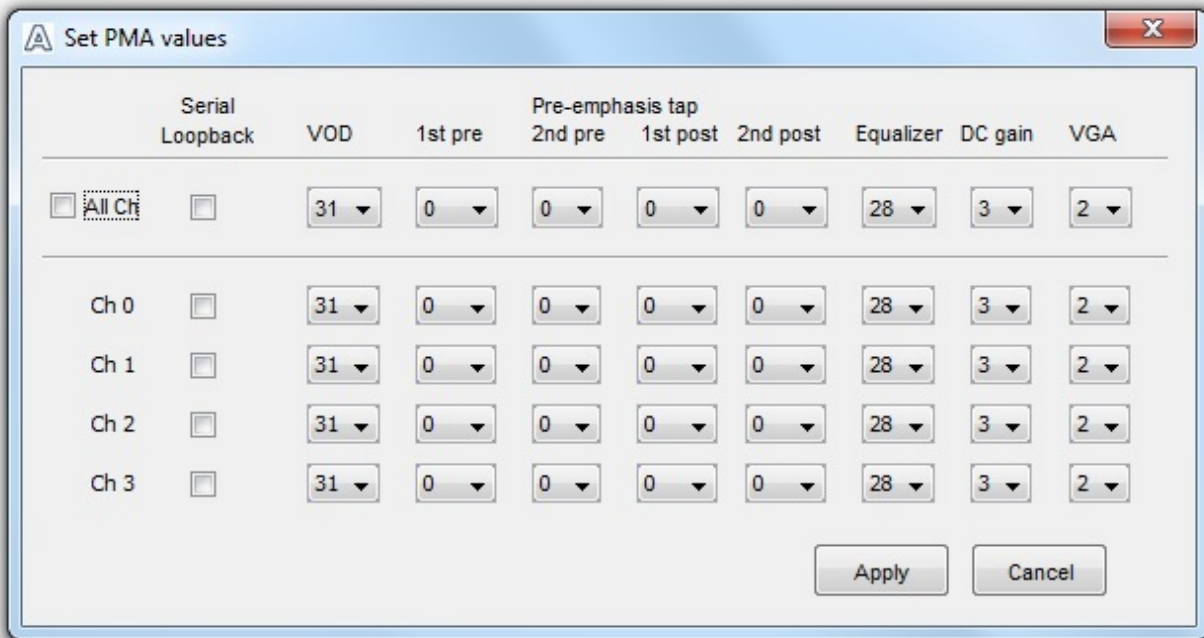 Set PMA values
Serial Pre-emphasis tap
Loopback VOD 1st pre 2nd pre 1st post 2nd post Equalizer DC gain VGA
All Ch 31 0 0 0 0 28 3 2
Ch 0 31 0 0 0 0 28 3 2
Ch 1 31 0 0 0 0 28 3 2
Ch 2 31 0 0 0 0 28 3 2
Ch 3 31 0 0 0 0 28 3 2
Apply Cancel